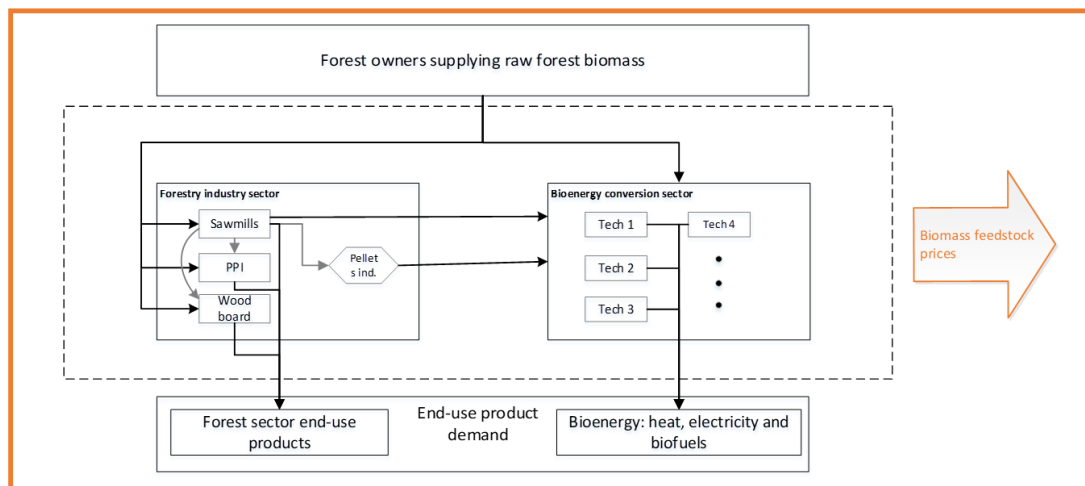 Forest owners supplying raw forest biomass
Forestry industry sector
Sawmills
PPI
Wood
board
Pellet
s ind.
Bioenergy conversion sector
Tech 1
Tech 4
Tech 2
Tech 3
Biomass feedstock
prices
End-use product
demand
Forest sector end-use
products
Bioenergy: heat, electricity and
biofuels